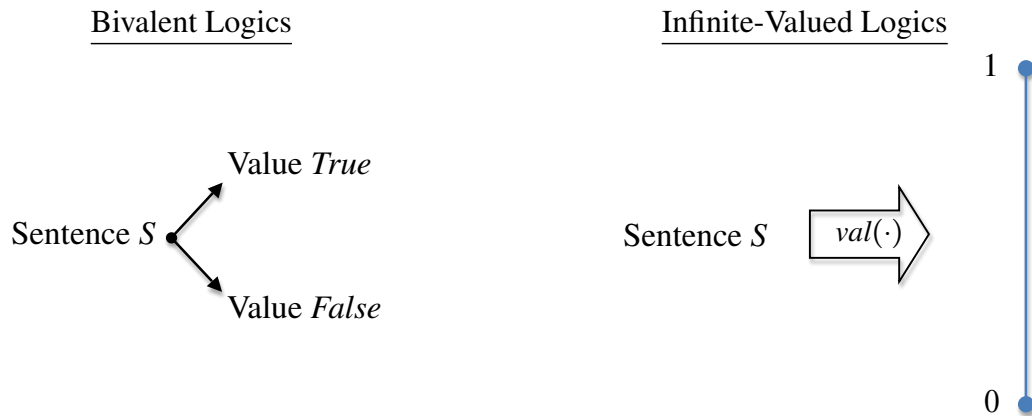 Bivalent Logics
Value True
Sentence S
Value False
Infinite-Valued Logics
1
Sentence S
val(·)
0